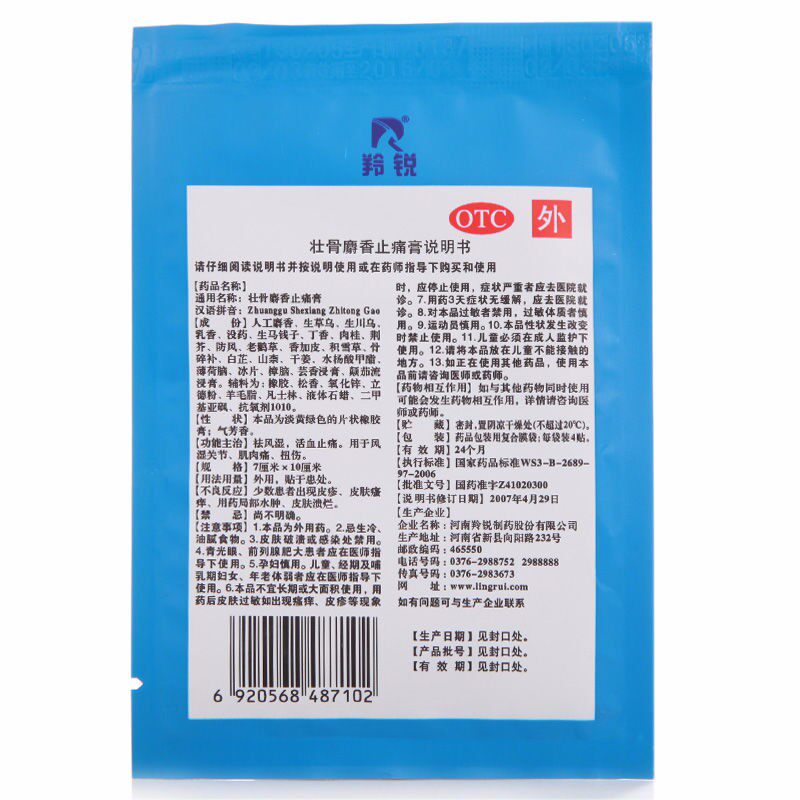 羚锐®
OTC 外
壮骨麝香止痛膏说明书
请仔细阅读说明书并按说明使用或在药师指导下购买和使用
【药品名称】
通用名称：壮骨麝香止痛膏
汉语拼音：Zhuanggu Shexiang Zhitong Gao
【成 份】人工麝香、生草乌、生川乌、
乳香、没药、生马钱子、丁香、肉桂、荆
芥、防风、老鹳草、香加皮、积雪草、骨
碎补、白芷、山柰、干姜、水杨酸甲酯、
薄荷脑、冰片、樟脑、芸香浸膏、颠茄流
浸膏。辅料为：橡胶、松香、氧化锌、立
德粉、羊毛脂、凡士林、液体石蜡、二甲
基亚砜、抗氧剂1010。
【性 状】本品为淡黄绿色的片状橡胶
膏；气芳香。
【功能主治】祛风湿，活血止痛。用于风
湿关节、肌肉痛、扭伤。
【规 格】7厘米×10厘米
【用法用量】外用，贴于患处。
【不良反应】少数患者出现皮疹、皮肤瘙
痒，用药局部水肿、皮肤溃烂。
【禁 忌】尚不明确。
【注意事项】1.本品为外用药。2.忌生冷、
油腻食物。3.皮肤破溃或感染处禁用。
4.青光眼、前列腺肥大患者应在医师指
导下使用。5.孕妇慎用。儿童、经期及哺
乳期妇女、年老体弱者应在医师指导下
使用。6.本品不宜长期或大面积使用，用
药后皮肤过敏如出现瘙痒、皮疹等现象
时，应停止使用，症状严重者应去医院就
诊。7.用药3天症状无缓解，应去医院就
诊。8.对本品过敏者禁用，过敏体质者慎
用。9.运动员慎用。10.本品性状发生改变
时禁止使用。11.儿童必须在成人监护下
使用。12.请将本品放在儿童不能接触的
地方。13.如正在使用其他药品，使用本
品前请咨询医师或药师。
【药物相互作用】如与其他药物同时使用
可能会发生药物相互作用，详情请咨询医
师或药师。
【贮 藏】密封，置阴凉干燥处(不超过20℃)。
【包 装】药品包装用复合膜袋；每袋装4贴。
【有 效 期】24个月
【执行标准】国家药品标准WS3-B-2689-
97-2006
【批准文号】国药准字Z41020300
【说明书修订日期】2007年4月29日
【生产企业】
企业名称：河南羚锐制药股份有限公司
生产地址：河南省新县向阳路232号
邮政编码：465550
电话号码：0376-2988752 2988888
传真号码：0376-2983673
网 址：www.lingrui.com
如有问题可与生产企业联系
【生产日期】见封口处。
【产品批号】见封口处。
【有 效 期】见封口处。
6 920568 487102